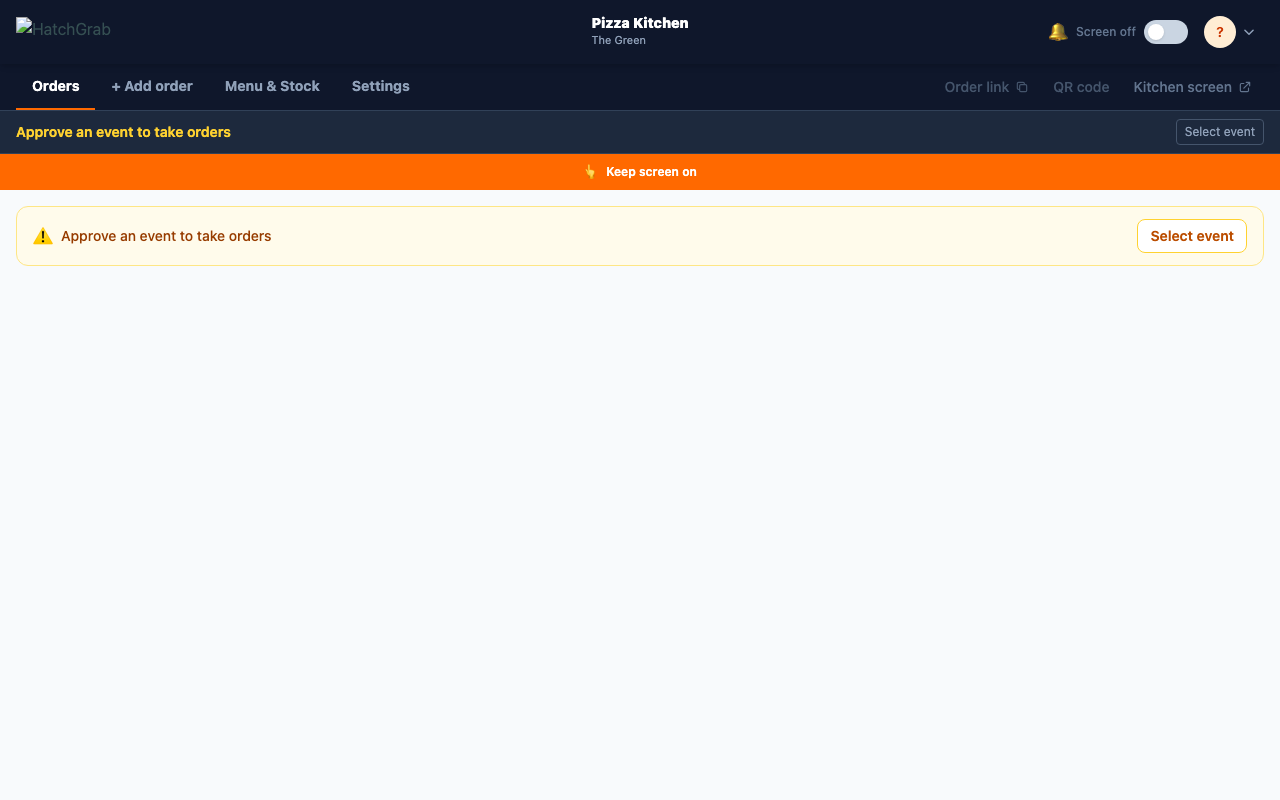 HatchGrab
Pizza Kitchen
The Green
Screen off
?
Orders
+ Add order
Menu & Stock
Settings
Order link
QR code
Kitchen screen
Approve an event to take orders
Select event
Keep screen on
Approve an event to take orders
Select event